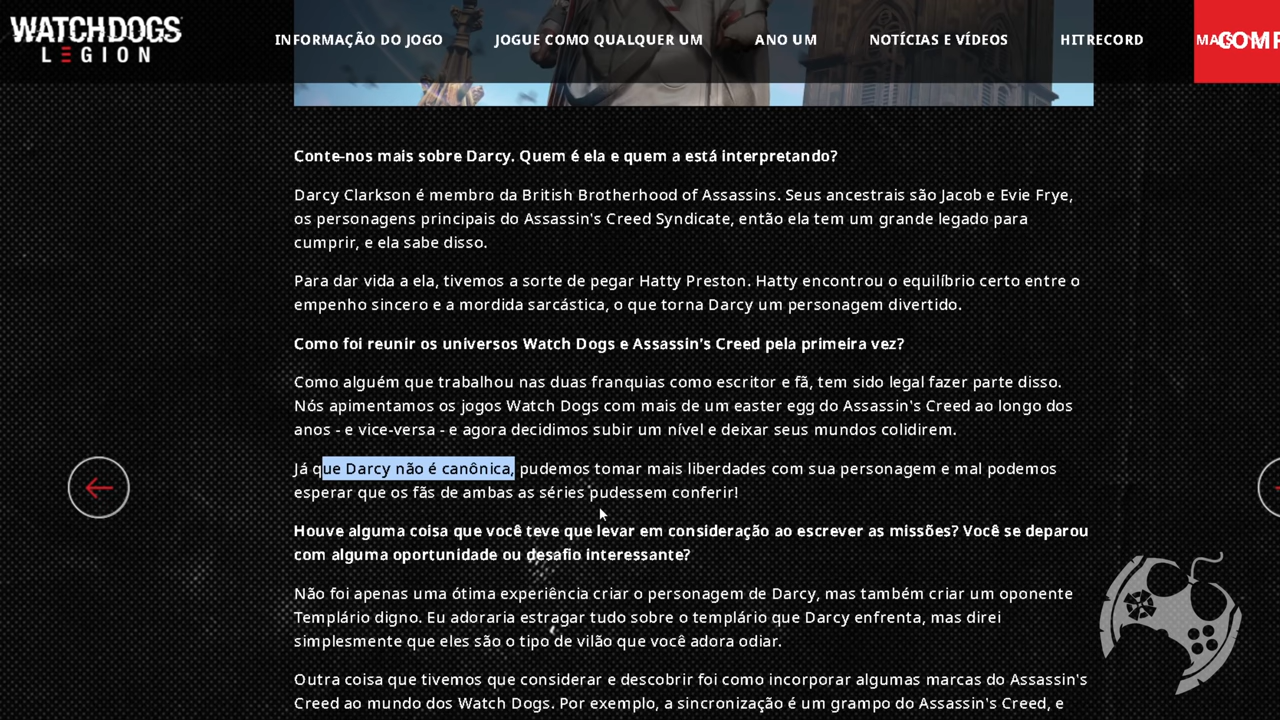 WATCHDOGS
LEGION
INFORMAÇÃO DO JOGO
JOGUE COMO QUALQUER UM
ANO UM
NOTÍCIAS E VÍDEOS
HITRECORD
Conte-nos mais sobre Darcy. Quem é ela e quem a está interpretando?
Darcy Clarkson é membro da British Brotherhood of Assassins. Seus ancestrais são Jacob e Evie Frye,
os personagens principais do Assassin's Creed Syndicate, então ela tem um grande legado para
cumprir, e ela sabe disso.
Para dar vida a ela, tivemos a sorte de pegar Hatty Preston. Hatty encontrou o equilíbrio certo entre o
empenho sincero e a mordida sarcástica, o que torna Darcy um personagem divertido.
Como foi reunir os universos Watch Dogs e Assassin's Creed pela primeira vez?
Como alguém que trabalhou nas duas franquias como escritor e fã, tem sido legal fazer parte disso.
Nós apimentamos os jogos Watch Dogs com mais de um easter egg do Assassin's Creed ao longo dos
anos - e vice-versa - e agora decidimos subir um nível e deixar seus mundos colidirem.
Já que Darcy não é canônica, pudemos tomar mais liberdades com sua personagem e mal podemos
esperar que os fãs de ambas as séries pudessem conferir!
Houve alguma coisa que você teve que levar em consideração ao escrever as missões? Você se deparou
com alguma oportunidade ou desafio interessante?
Não foi apenas uma ótima experiência criar o personagem de Darcy, mas também criar um oponente
Templário digno. Eu adoraria estragar tudo sobre o templário que Darcy enfrenta, mas direi
simplesmente que eles são o tipo de vilão que você adora odiar.
Outra coisa que tivemos que considerar e descobrir foi como incorporar algumas marcas do Assassin's
Creed ao mundo dos Watch Dogs. Por exemplo, a sincronização é um grampo do Assassin's Creed, e